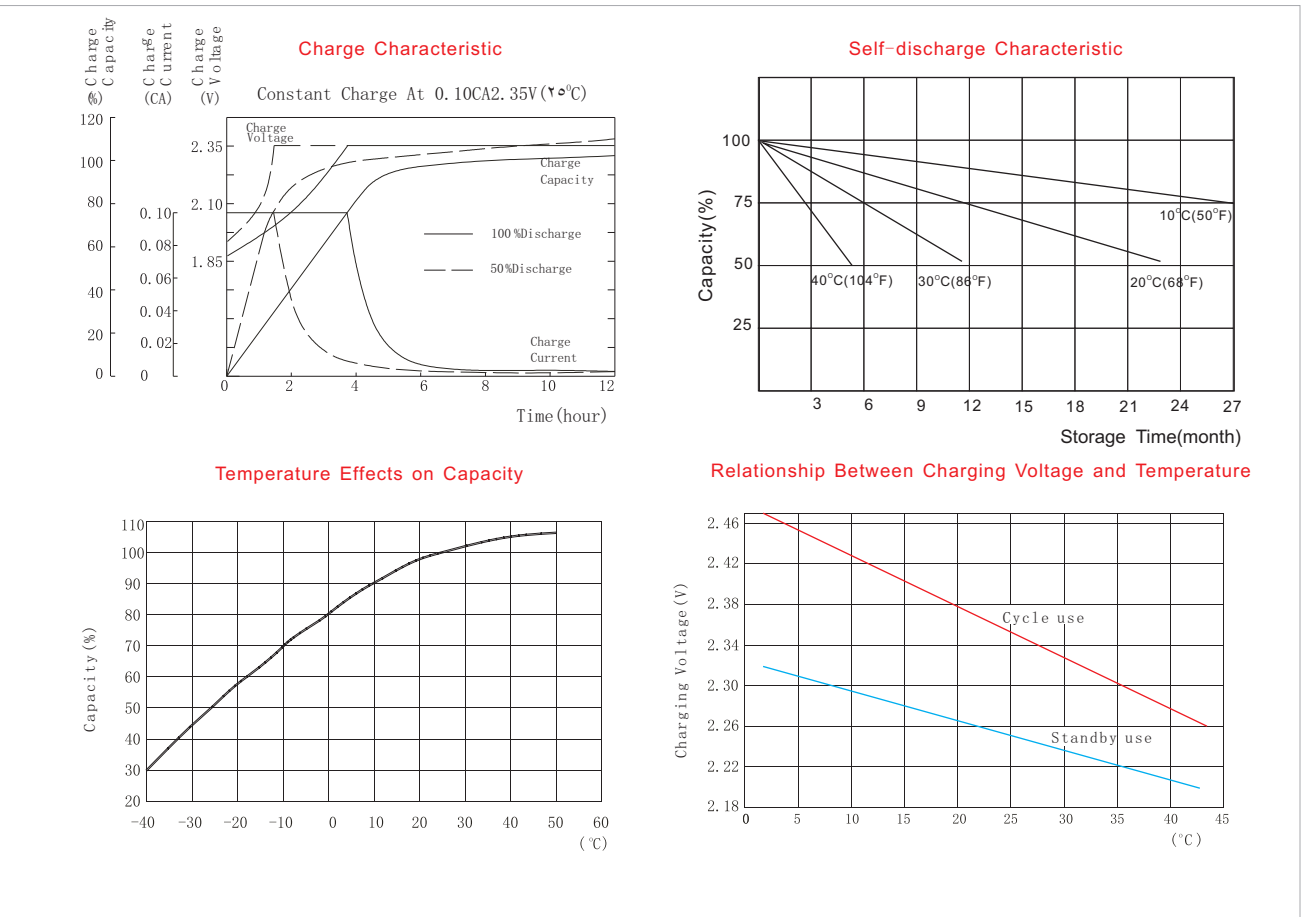 Charge Capacity
(%)
Charge Current
(CA)
Charge Voltage
(V)
Charge Characteristic
Constant Charge At 0.10CA2.35V(۲٥⁰C)
Charge
Voltage
120
100
80
60
40
20
0
0.10
0.08
0.06
0.04
0.02
0
2.35
2.10
1.85
Charge
Capacity
100%Discharge
50%Discharge
Charge
Current
0 2 4 6 8 10 12
Time(hour)
Self-discharge Characteristic
Capacity(%)
100
75
50
25
10°C(50°F)
40°C(104°F) 30°C(86°F) 20°C(68°F)
3 6 9 12 15 18 21 24 27
Storage Time(month)
Temperature Effects on Capacity
Capacity(%)
110
100
90
80
70
60
50
40
30
20
-40 -30 -20 -10 0 10 20 30 40 50 60
(℃)
Relationship Between Charging Voltage and Temperature
Charging Voltage(V)
2.46
2.42
2.38
2.34
2.30
2.26
2.22
2.18
Cycle use
Standby use
0 5 10 15 20 25 30 35 40 45
(°C)